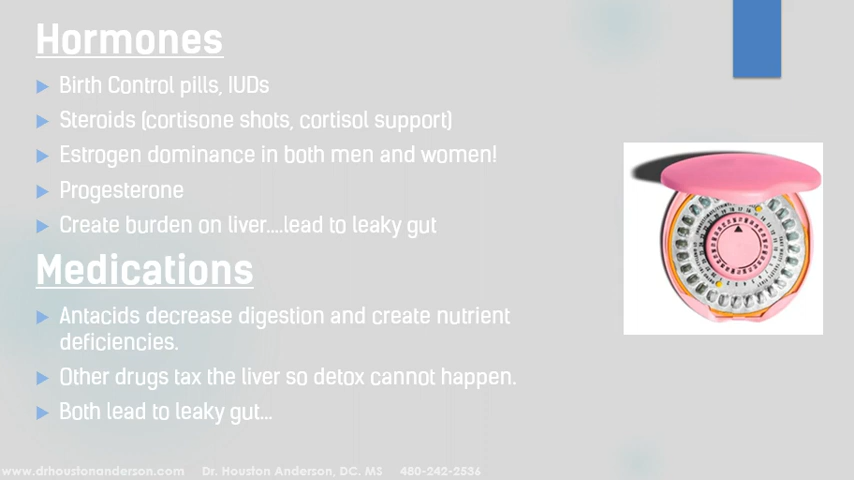 Hormones
Birth Control pills, IUDs
Steroids (cortisone shots, cortisol support)
Estrogen dominance in both men and women!
Progesterone
Create burden on liver....lead to leaky gut
Medications
Antacids decrease digestion and create nutrient
deficiencies.
Other drugs tax the liver so detox cannot happen.
Both lead to leaky gut...
www.drhoustonanderson.com Dr. Houston Anderson, DC. MS 480-242-2536